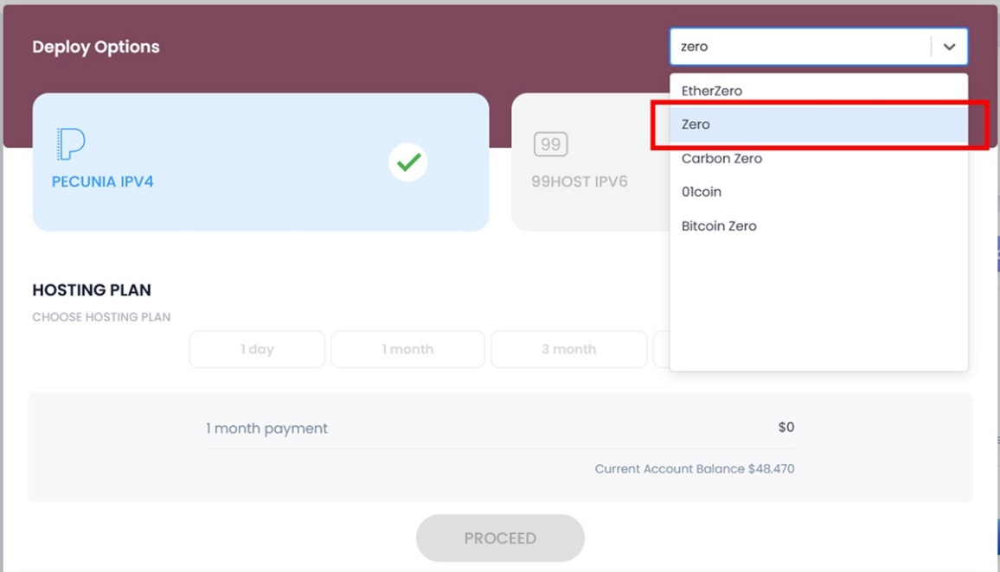 Deploy Options
zero
EtherZero
Zero
Carbon Zero
01coin
Bitcoin Zero
PECUNIA IPV4
99
99HOST IPV6
HOSTING PLAN
CHOOSE HOSTING PLAN
1 day
1 month
3 month
1 month payment
$0
Current Account Balance $48.470
PROCEED